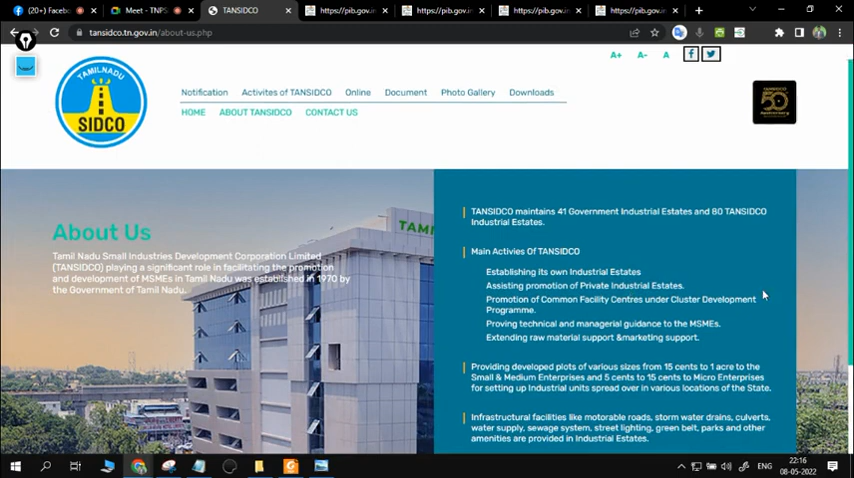 (20+) Facebo
Meet - TNPS
TANSIDCO
https://pib.gov.in
https://pib.gov.in
https://pib.gov.in
https://pib.gov.in
tansidco.tn.gov.in/about-us.php
A+ A- A
TAMILNADU
SIDCO
Notification Activites of TANSIDCO Online Document Photo Gallery Downloads
HOME ABOUT TANSIDCO CONTACT US
TANSIDCO
50
Anniversary
TAM
About Us
Tamil Nadu Small Industries Development Corporation Limited
(TANSIDCO) playing a significant role in facilitating the promotion
and development of MSMEs in Tamil Nadu was established in 1970 by
the Government of Tamil Nadu.
TANSIDCO maintains 41 Government Industrial Estates and 80 TANSIDCO
Industrial Estates.
Main Activies Of TANSIDCO
Establishing its own Industrial Estates
Assisting promotion of Private Industrial Estates.
Promotion of Common Facility Centres under Cluster Development
Programme.
Proving technical and managerial guidance to the MSMEs.
Extending raw material support &marketing support.
Providing developed plots of various sizes from 15 cents to 1 acre to the
Small & Medium Enterprises and 5 cents to 15 cents to Micro Enterprises
for setting up Industrial units spread over in various locations of the State.
Infrastructural facilities like motorable roads, storm water drains, culverts,
water supply, sewage system, street lighting, green belt, parks and other
amenities are provided in Industrial Estates.
ENG
22:16
08-05-2022